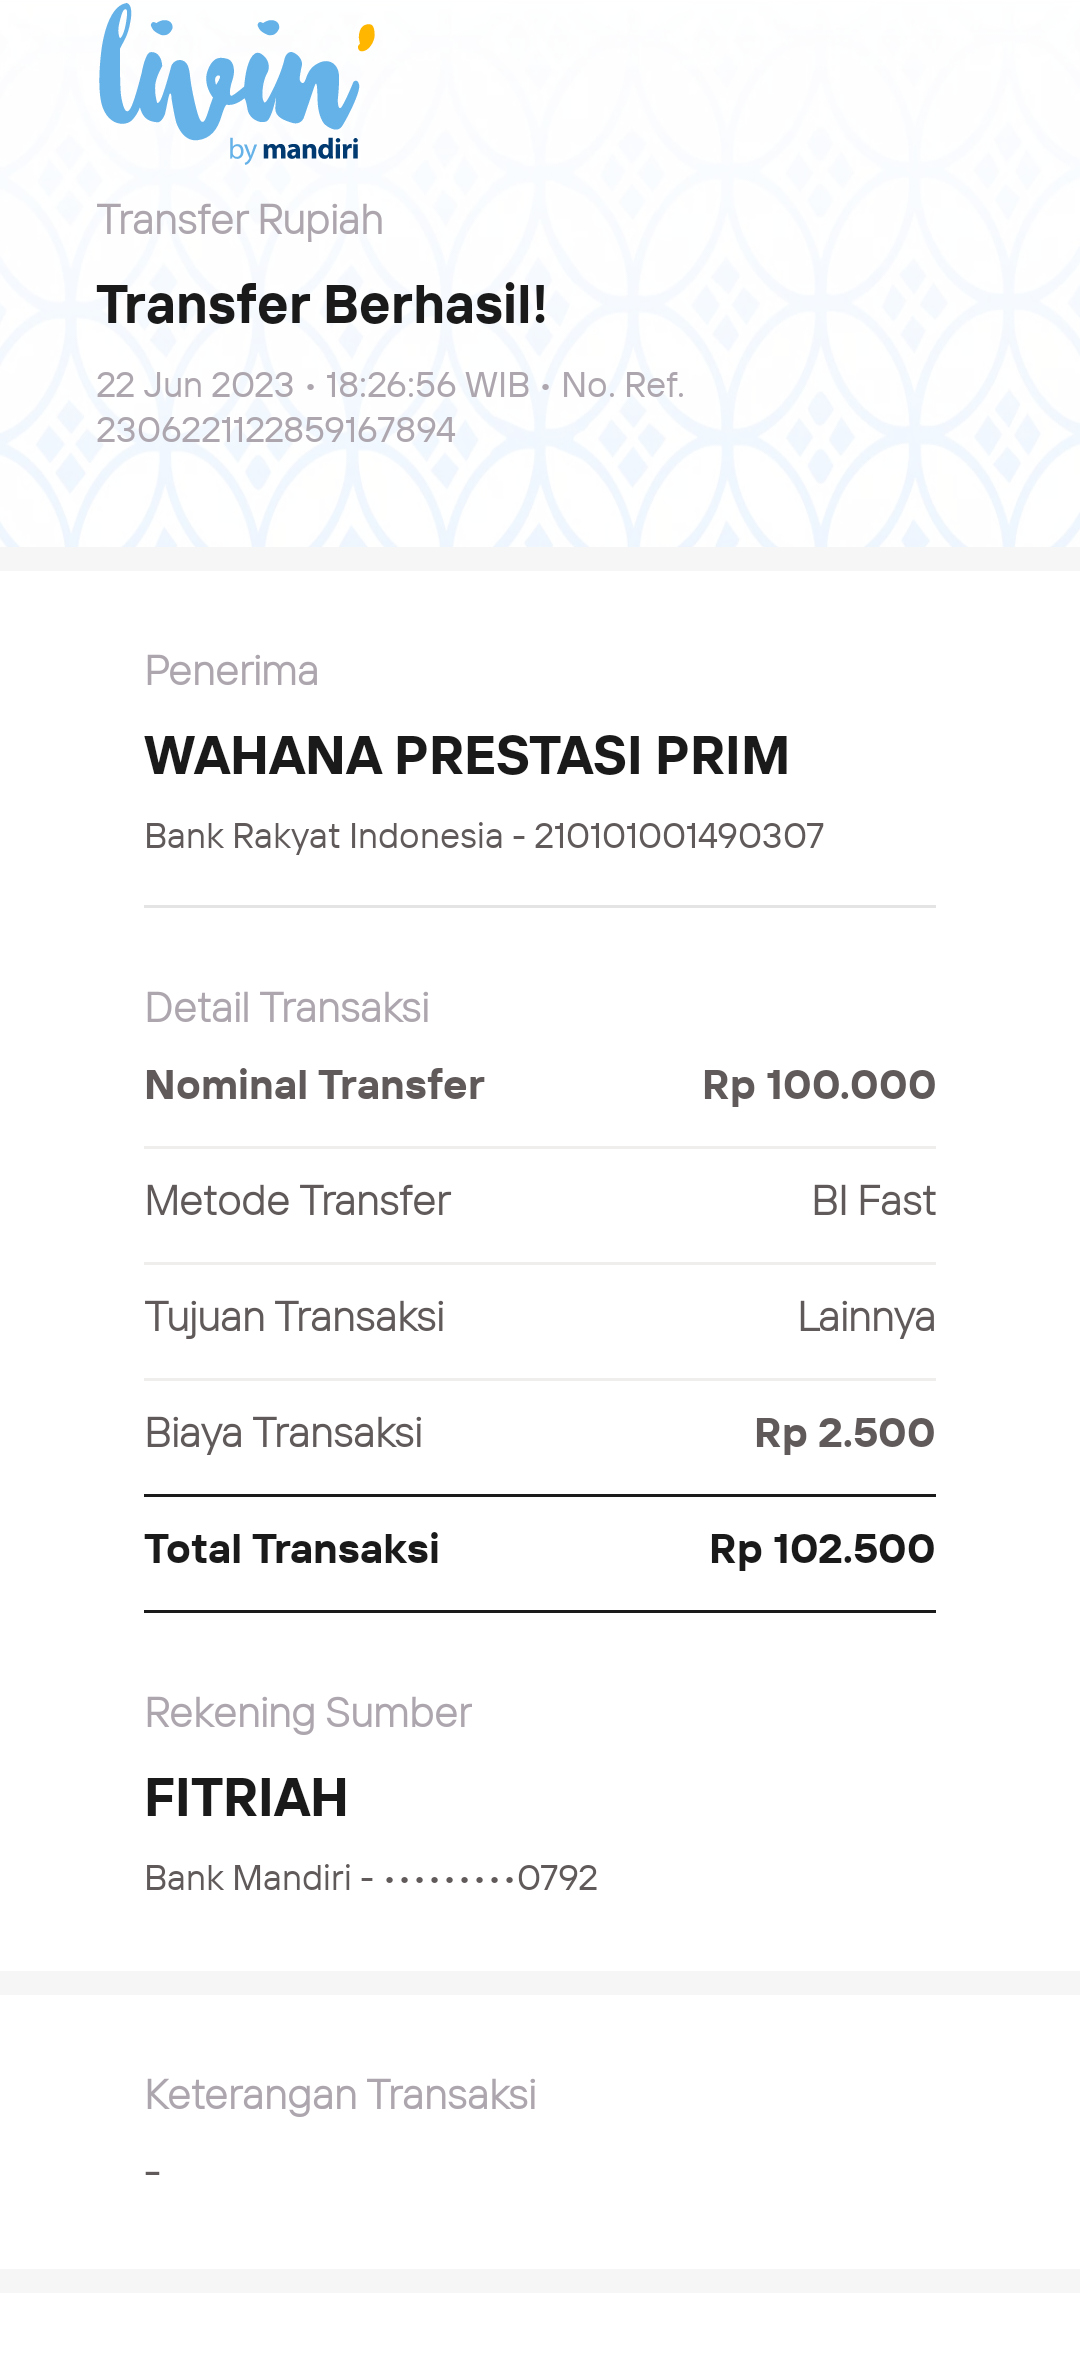 livin'
by mandiri
Transfer Rupiah
Transfer Berhasil!
22 Jun 2023 • 18:26:56 WIB • No. Ref.
2306221122859167894
Penerima
WAHANA PRESTASI PRIM
Bank Rakyat Indonesia - 210101001490307
Detail Transaksi
Nominal Transfer Rp 100.000
Metode Transfer BI Fast
Tujuan Transaksi Lainnya
Biaya Transaksi Rp 2.500
Total Transaksi Rp 102.500
Rekening Sumber
FITRIAH
Bank Mandiri - •••••••••0792
Keterangan Transaksi
-